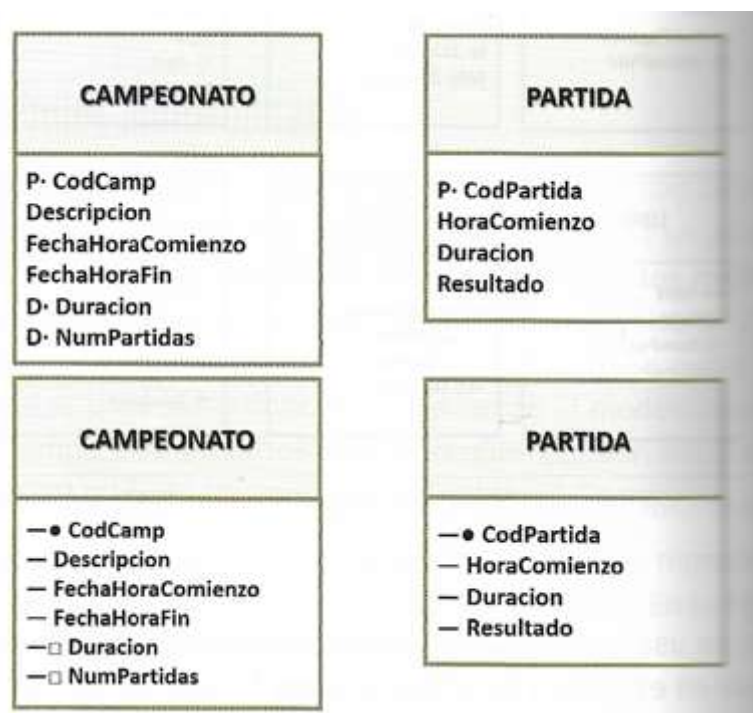 CAMPEONATO
P· CodCamp
Descripcion
FechaHoraComienzo
FechaHoraFin
D· Duracion
D· NumPartidas
PARTIDA
P· CodPartida
HoraComienzo
Duracion
Resultado
CAMPEONATO
—● CodCamp
— Descripcion
— FechaHoraComienzo
— FechaHoraFin
—□ Duracion
—□ NumPartidas
PARTIDA
—● CodPartida
— HoraComienzo
— Duracion
— Resultado